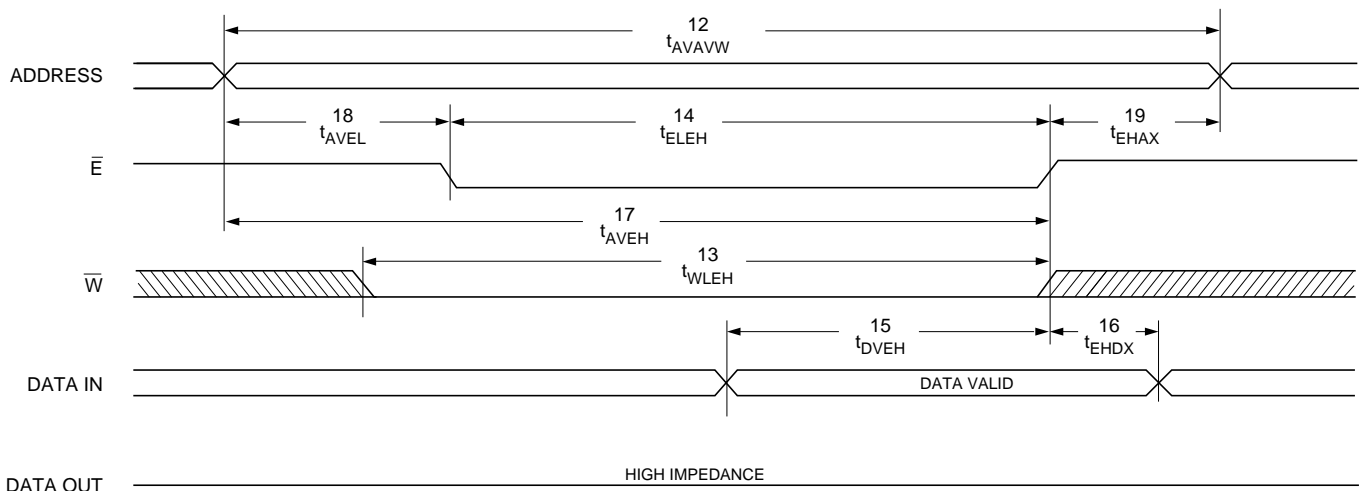 12
tAVAVW
ADDRESS
18
tAVEL
14
tELEH
19
tEHAX
E̅
17
tAVEH
13
tWLEH
W̅
15
tDVEH
16
tEHDX
DATA IN
DATA VALID
HIGH IMPEDANCE
DATA OUT